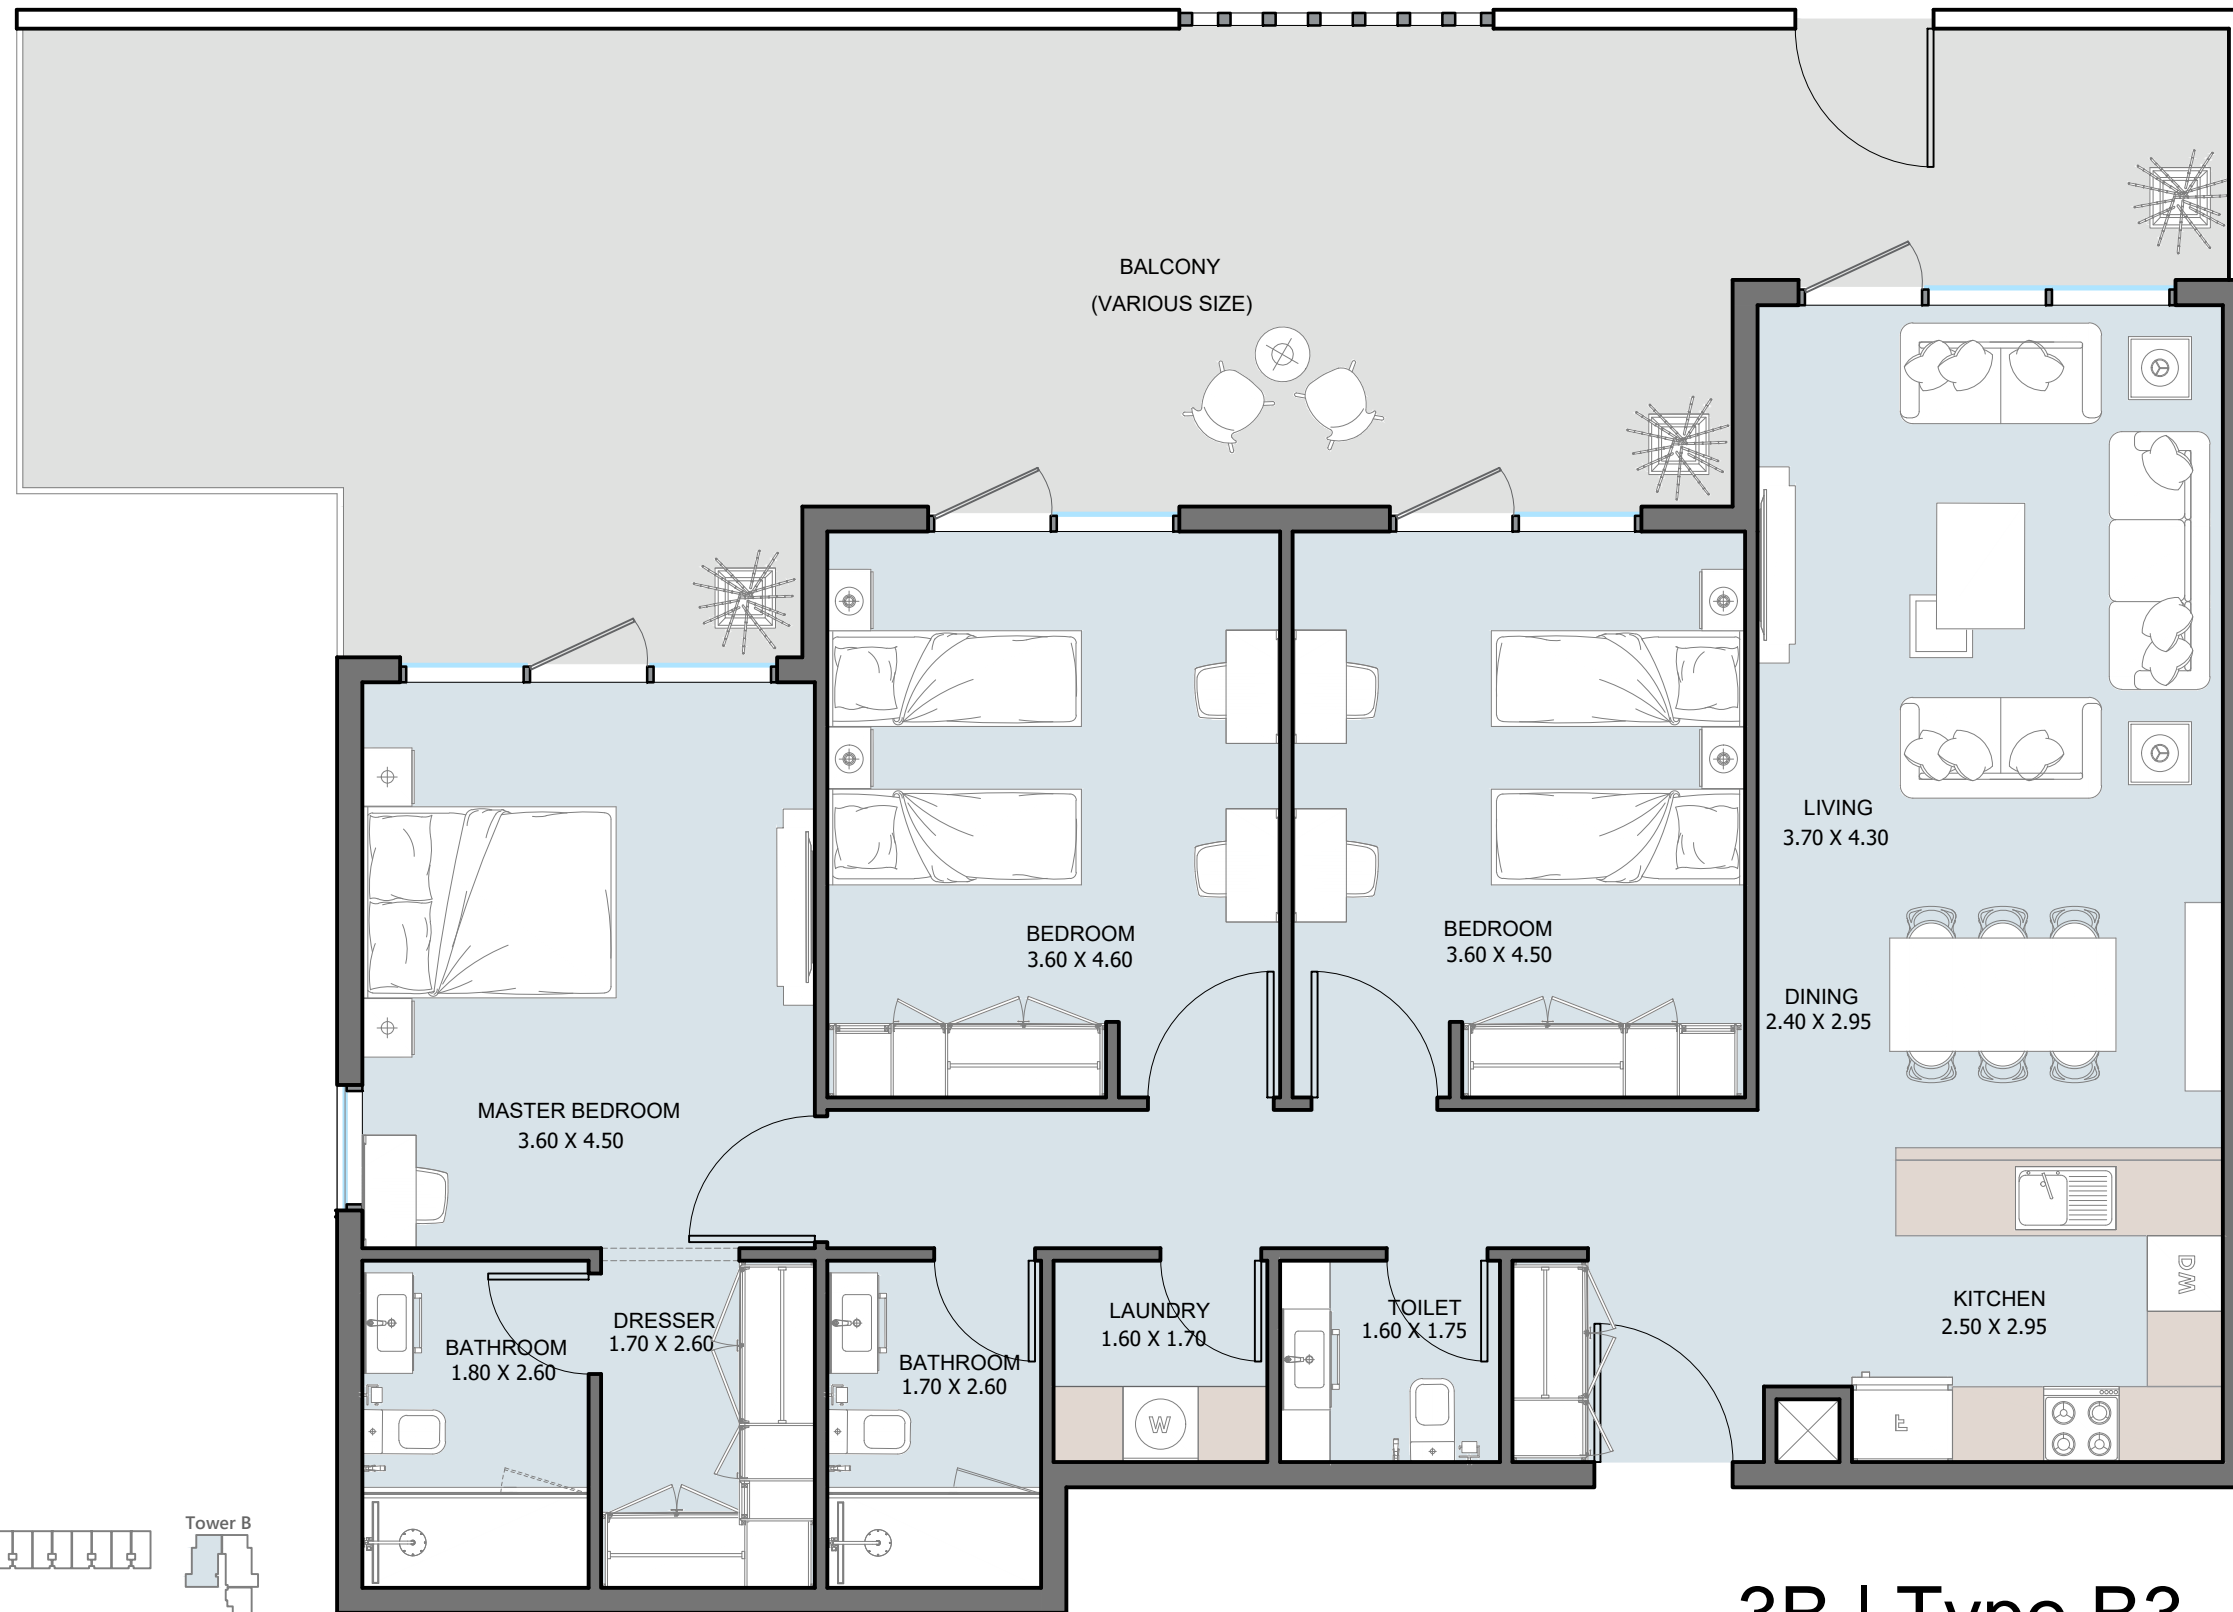 BALCONY
(VARIOUS SIZE)
LIVING
3.70 X 4.30
BEDROOM
3.60 X 4.60
BEDROOM
3.60 X 4.50
DINING
2.40 X 2.95
MASTER BEDROOM
3.60 X 4.50
DW
KITCHEN
2.50 X 2.95
LAUNDRY
1.60 X 1.70
TOILET
1.60 X 1.75
DRESSER
1.70 X 2.60
BATHROOM
1.80 X 2.60
BATHROOM
1.70 X 2.60
W
F
Tower B
3B | Type B3